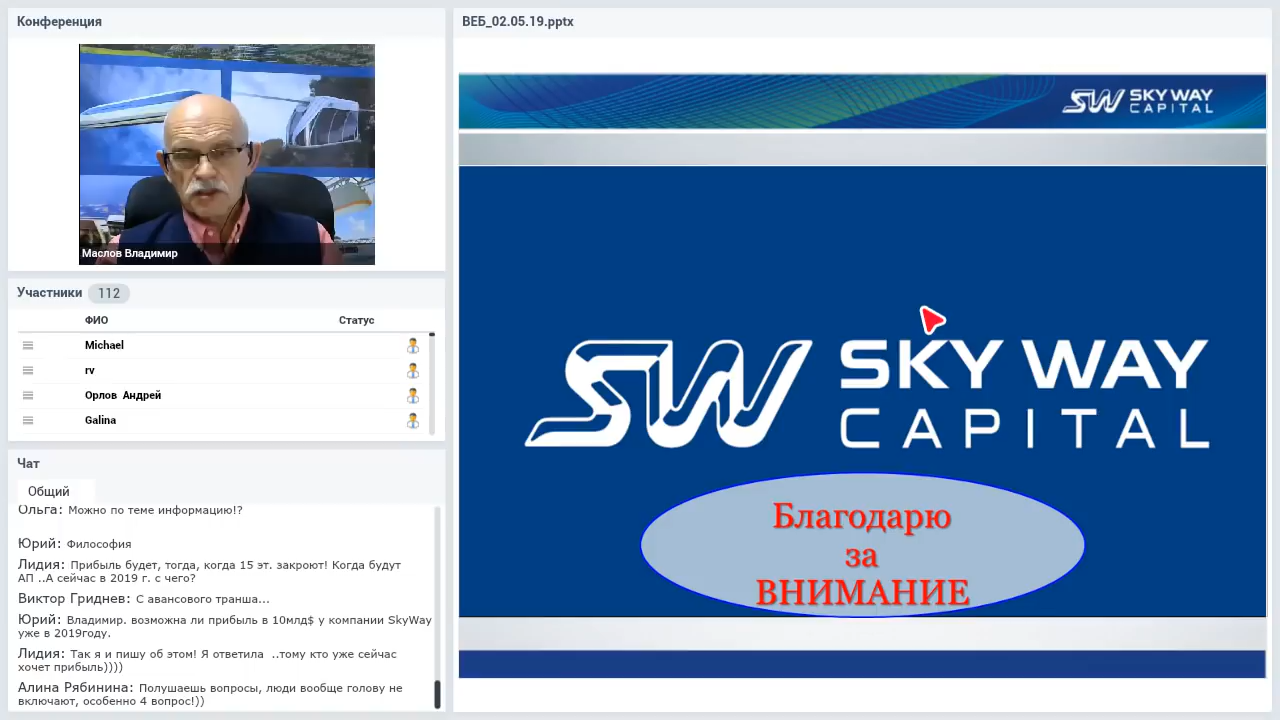 Конференция
Маслов Владимир
Участники 112
ФИО Статус
Michael
rv
Орлов Андрей
Galina
Чат
Общий
Ольга: Можно по теме информацию!?
Юрий: Философия
Лидия: Прибыль будет, тогда, когда 15 эт. закроют! Когда будут
АП ..А сейчас в 2019 г. с чего?
Виктор Гриднев: С авансового транша...
Юрий: Владимир. возможна ли прибыль в 10млд$ у компании SkyWay
уже в 2019году.
Лидия: Так я и пишу об этом! Я ответила ..тому кто уже сейчас
хочет прибыль))))
Алина Рябинина: Полушаешь вопросы, люди вообще голову не
включают, особенно 4 вопрос!))
ВЕБ_02.05.19.pptx
SW SKY WAY
CAPITAL
SW SKY WAY
CAPITAL
Благодарю
за
ВНИМАНИЕ